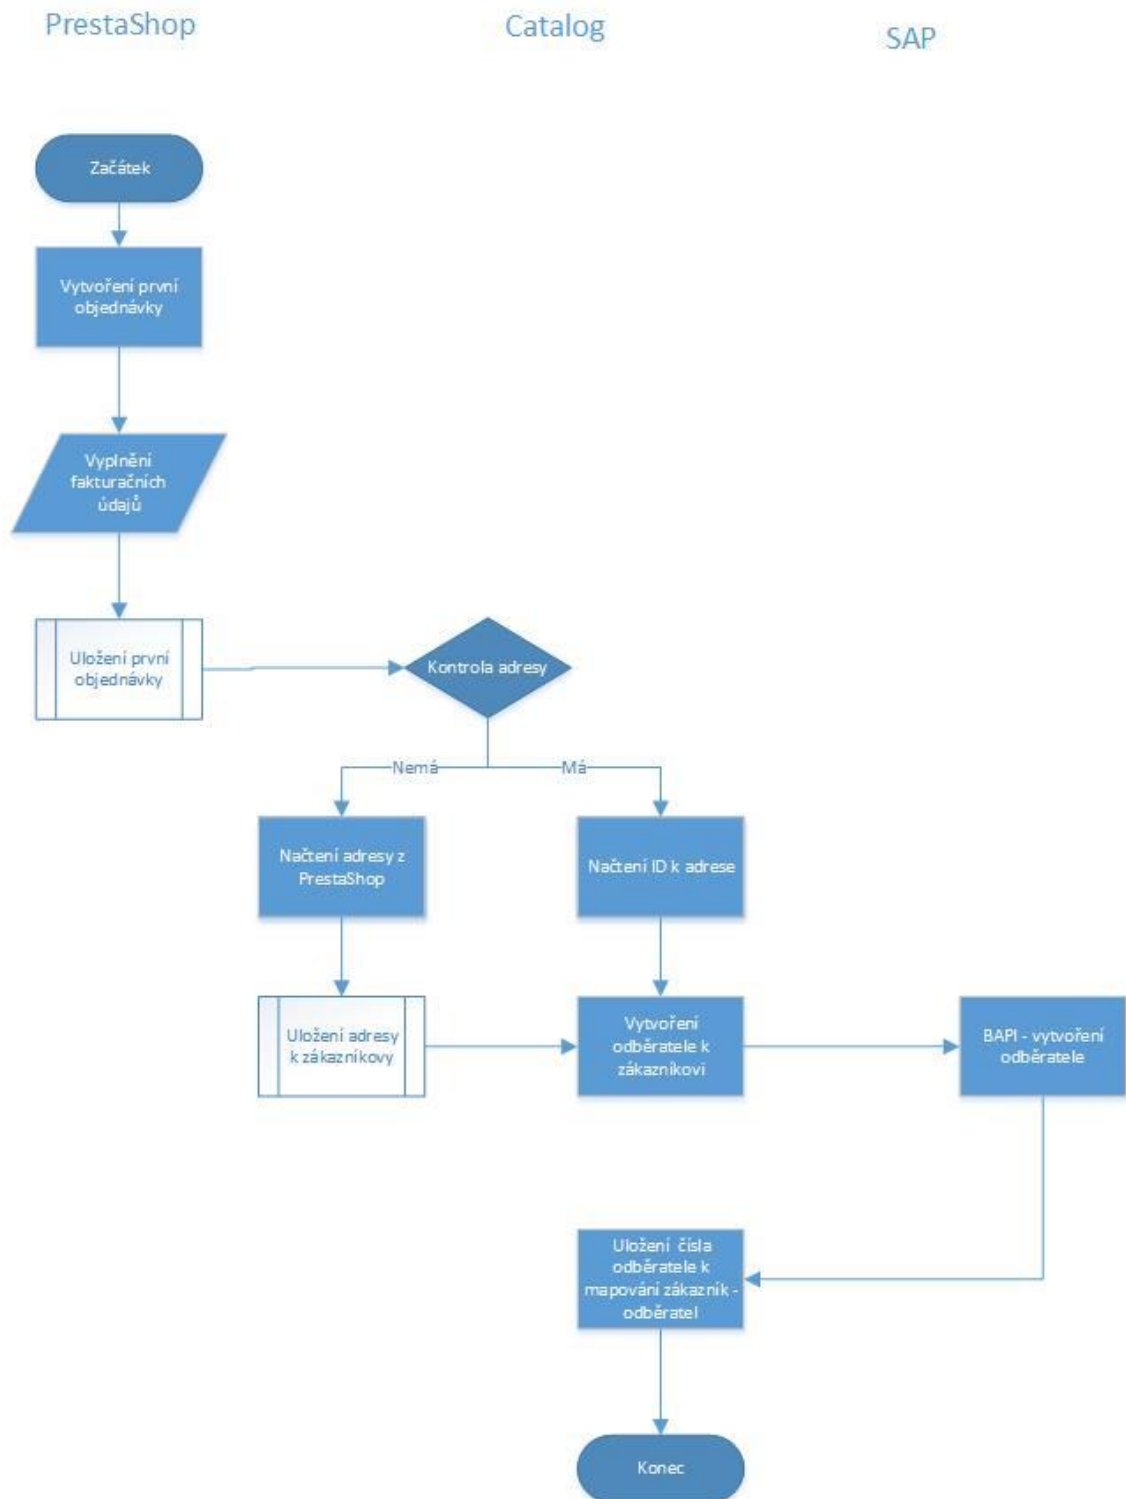 PrestaShop
Catalog
SAP
Začátek
Vytvoření první
objednávky
Vyplnění
fakturačních
údajů
Uložení první
objednávky
Kontrola adresy
Nemá
Má
Načtení adresy z
PrestaShop
Načtení ID k adrese
Uložení adresy
k zákazníkovy
Vytvoření
odběratele k
zákazníkovi
BAPI - vytvoření
odběratele
Uložení čísla
odběratele k
mapování zákazník -
odběratel
Konec